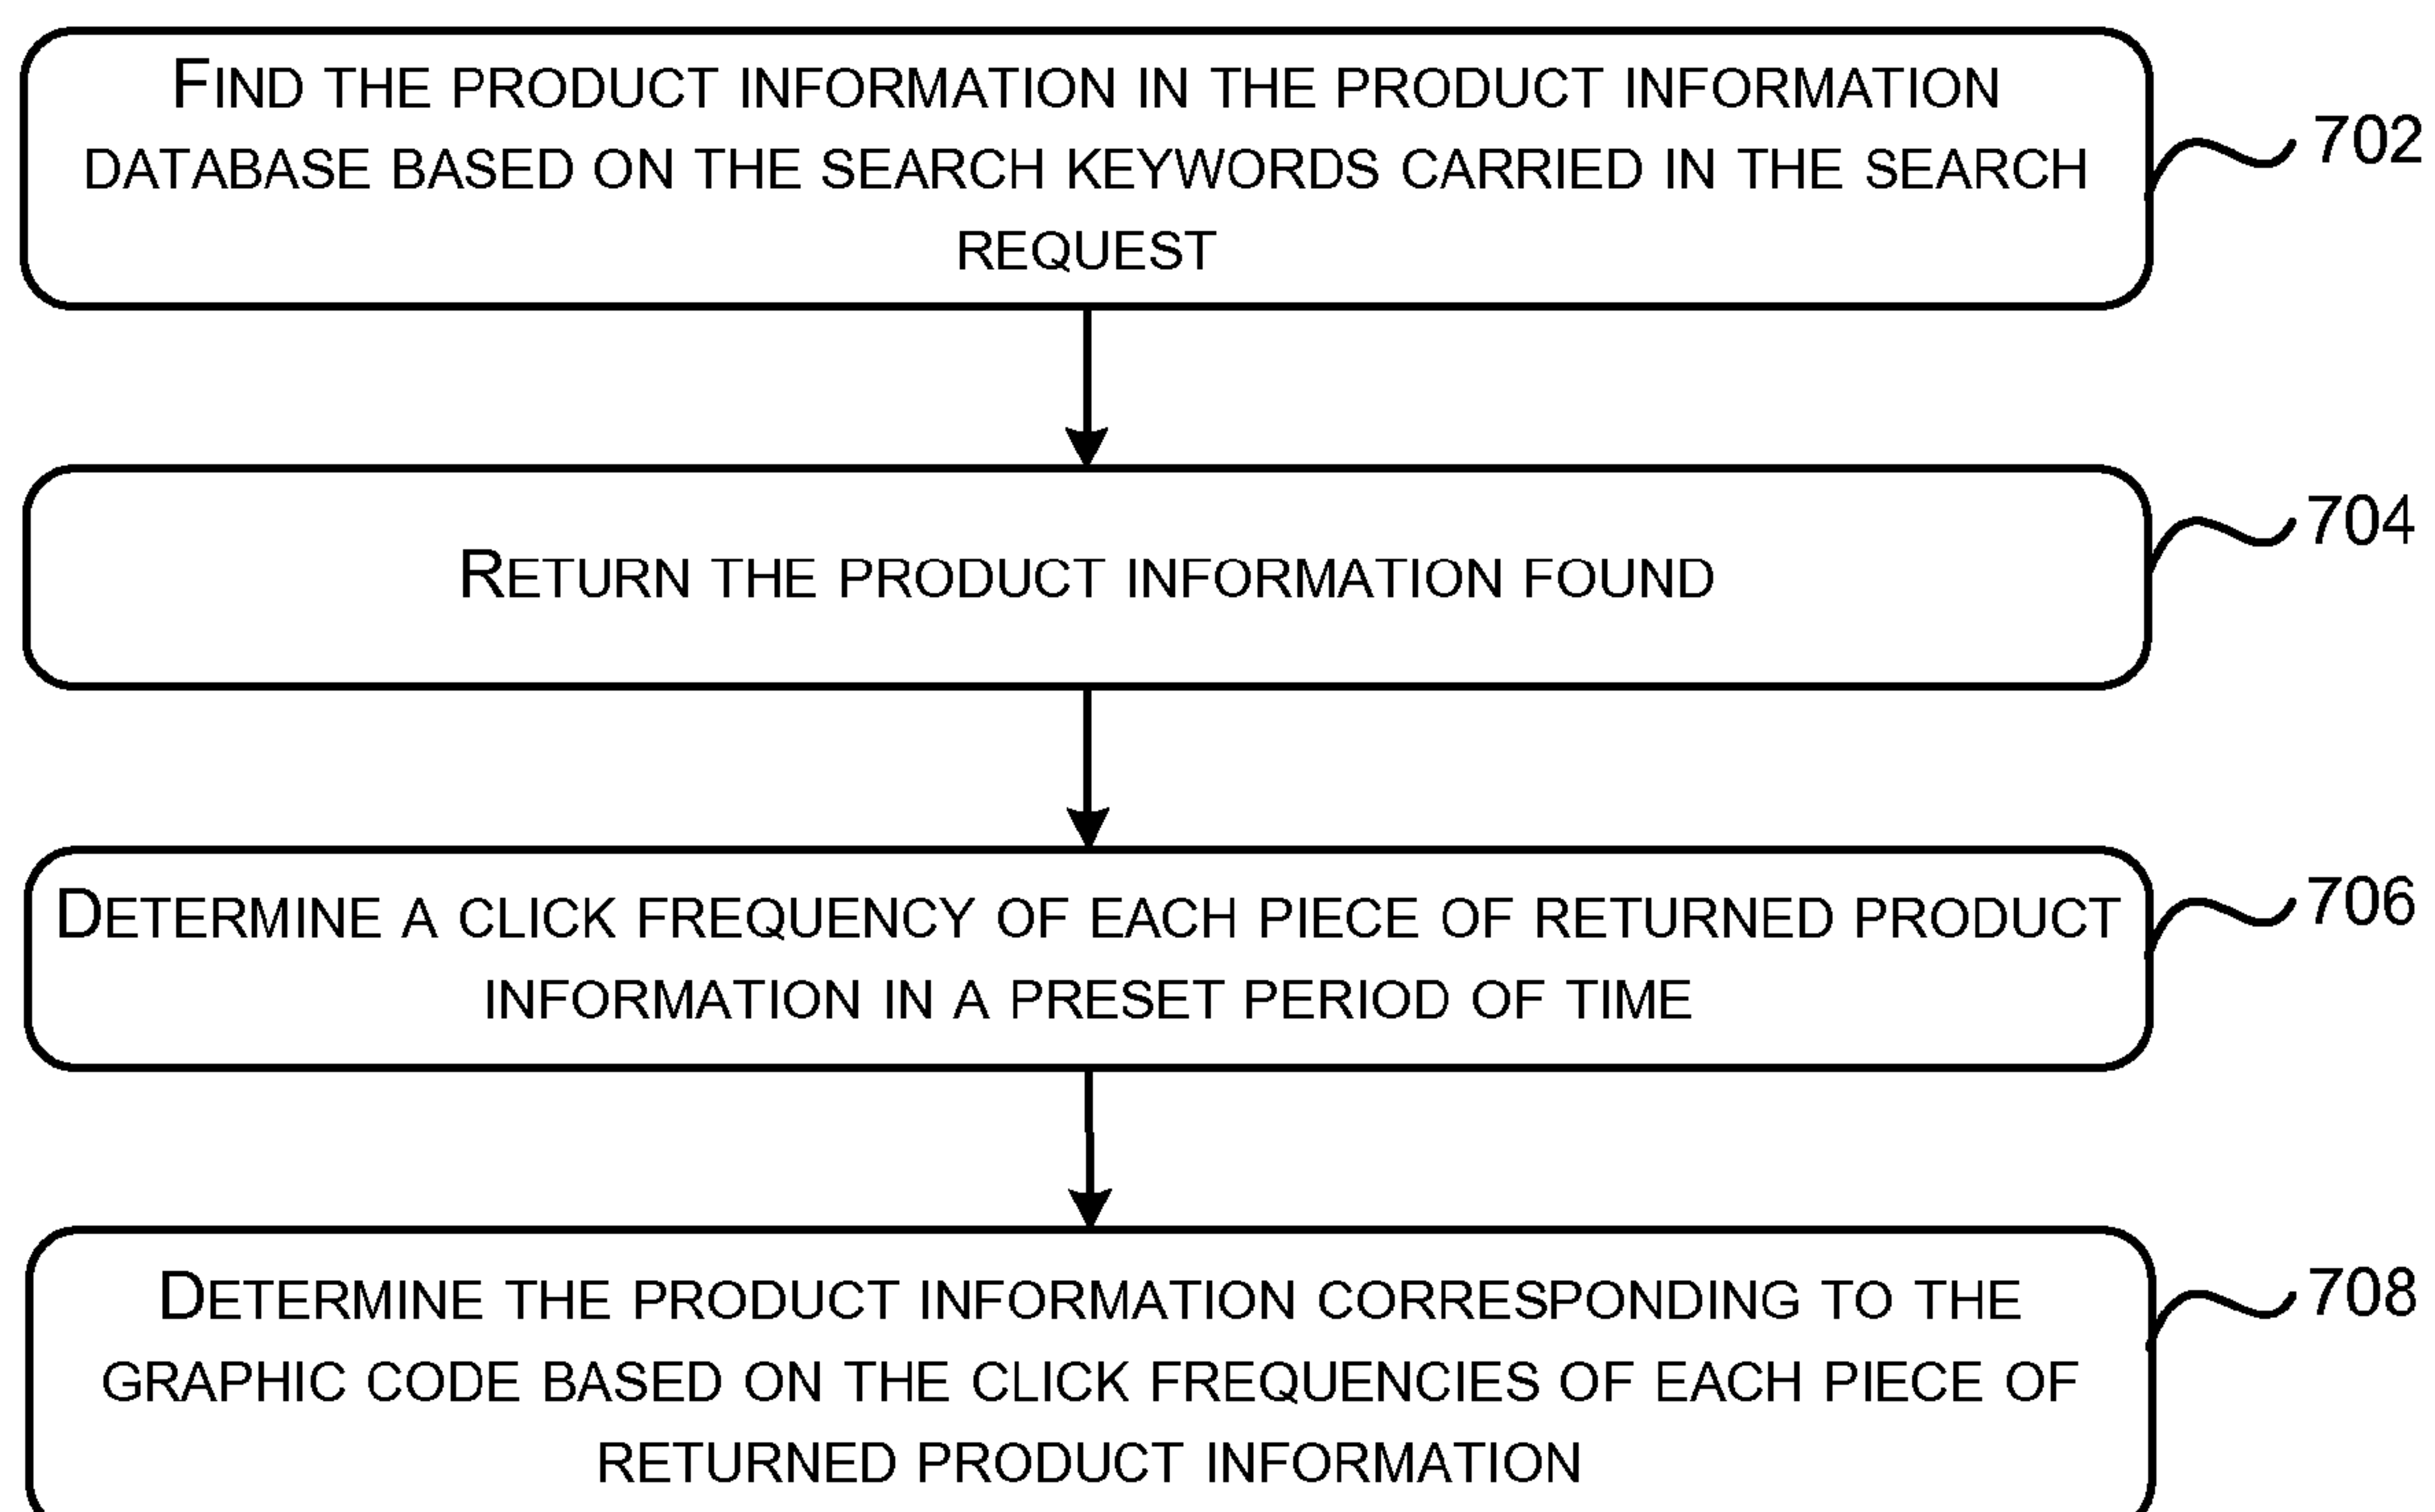 FIND THE PRODUCT INFORMATION IN THE PRODUCT INFORMATION
DATABASE BASED ON THE SEARCH KEYWORDS CARRIED IN THE SEARCH
REQUEST
702
RETURN THE PRODUCT INFORMATION FOUND
704
DETERMINE A CLICK FREQUENCY OF EACH PIECE OF RETURNED PRODUCT
INFORMATION IN A PRESET PERIOD OF TIME
706
DETERMINE THE PRODUCT INFORMATION CORRESPONDING TO THE
GRAPHIC CODE BASED ON THE CLICK FREQUENCIES OF EACH PIECE OF
RETURNED PRODUCT INFORMATION
708